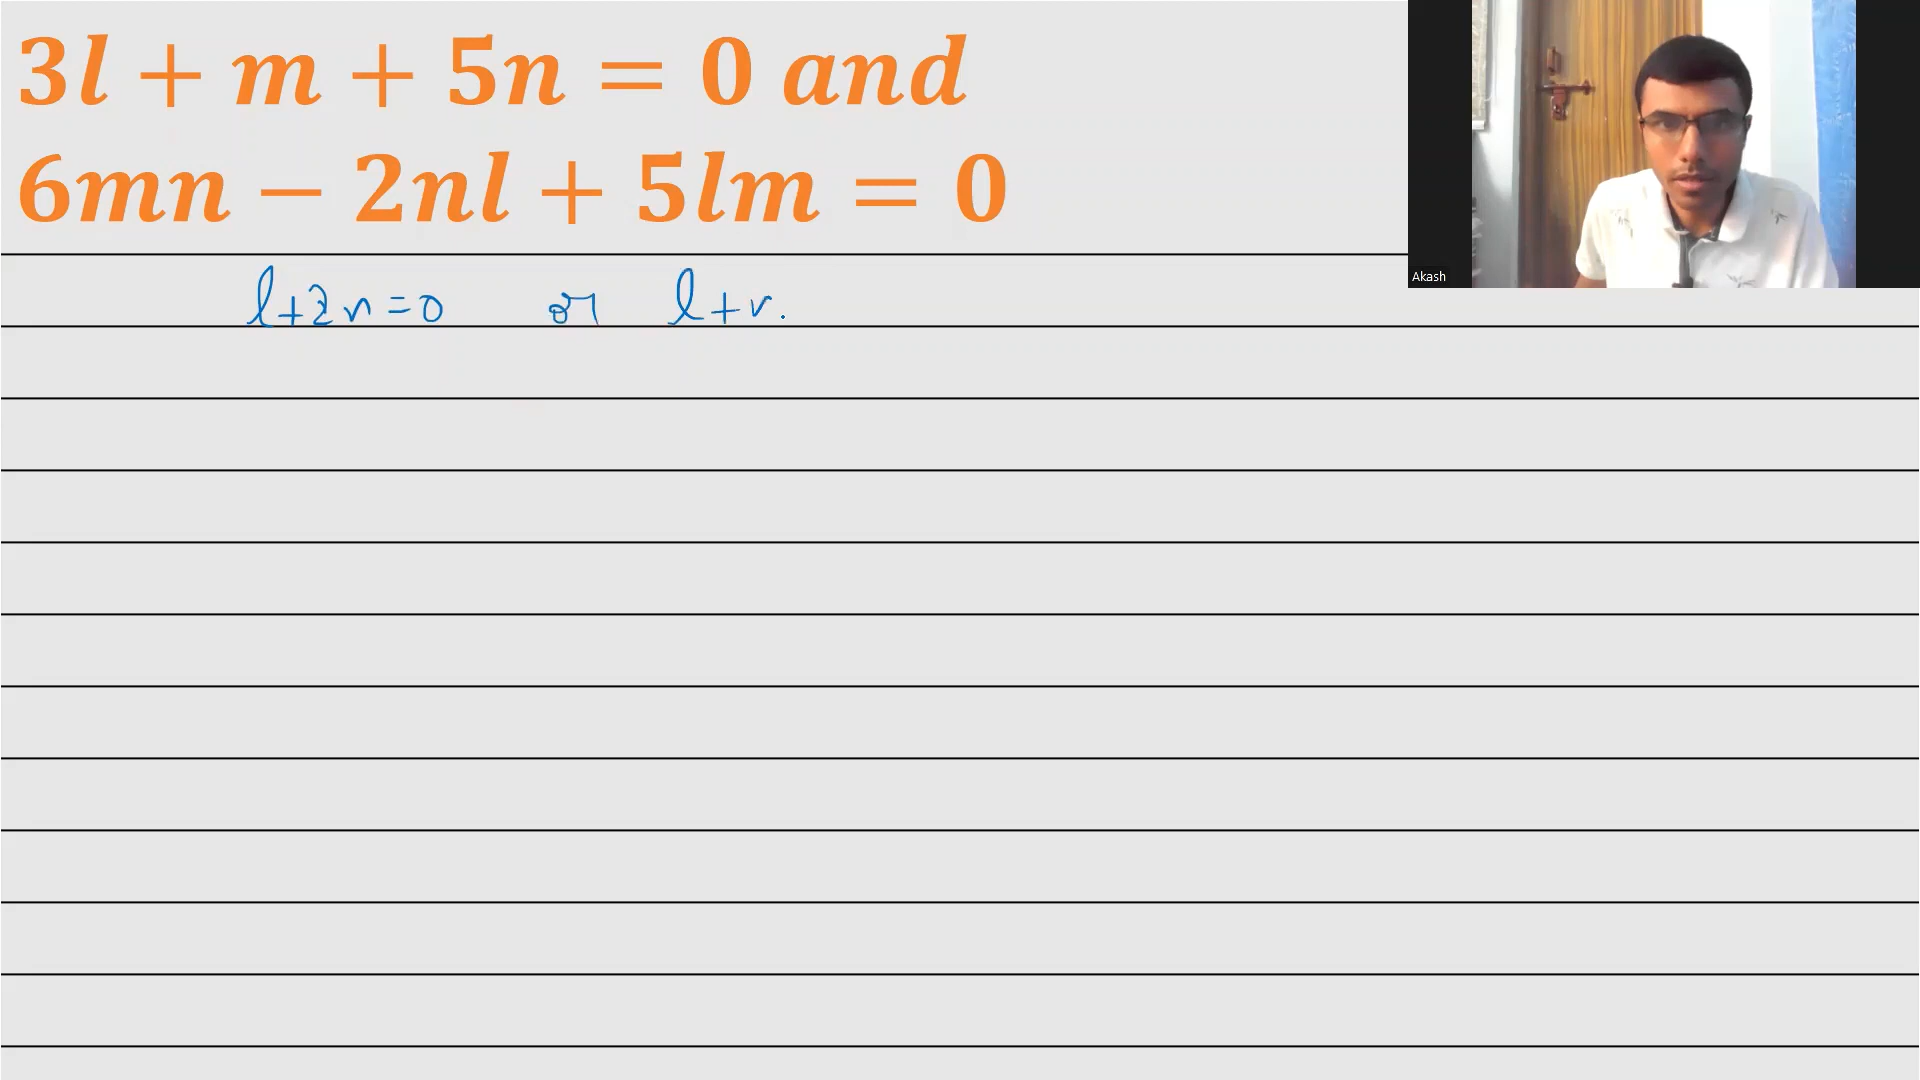 3l + m + 5n = 0 and
6mn − 2nl + 5lm = 0
l+2n=0 or l+
Akash